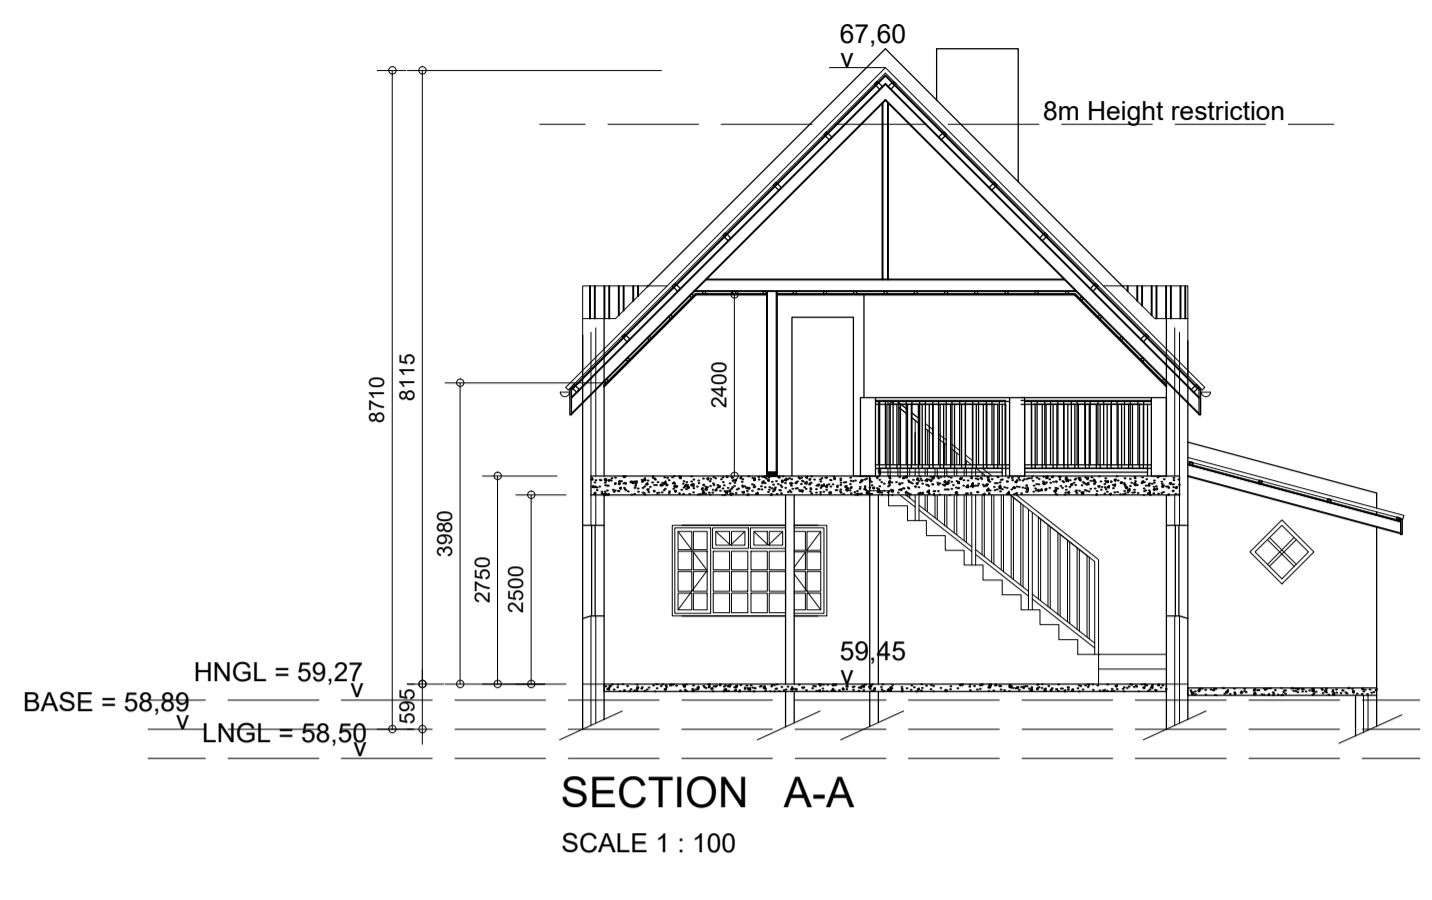 67,60
v
8m Height restriction
8710
8115
2400
3980
2750
2500
59,45
v
HNGL = 59,27
v
BASE = 58,89
v
595
LNGL = 58,50
v
SECTION A-A
SCALE 1 : 100